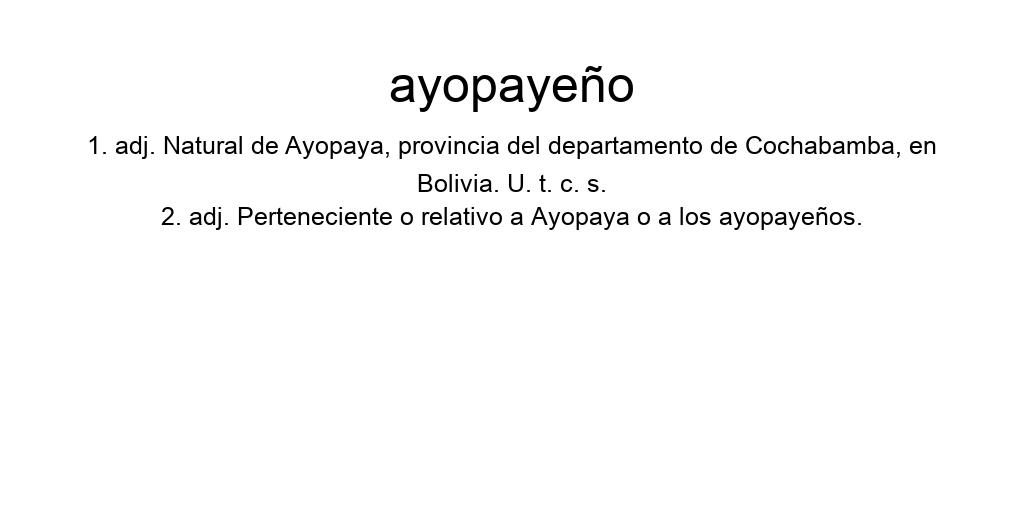 ayopayeño
1. adj. Natural de Ayopaya, provincia del departamento de Cochabamba, en
Bolivia. U. t. c. s.
2. adj. Perteneciente o relativo a Ayopaya o a los ayopayeños.